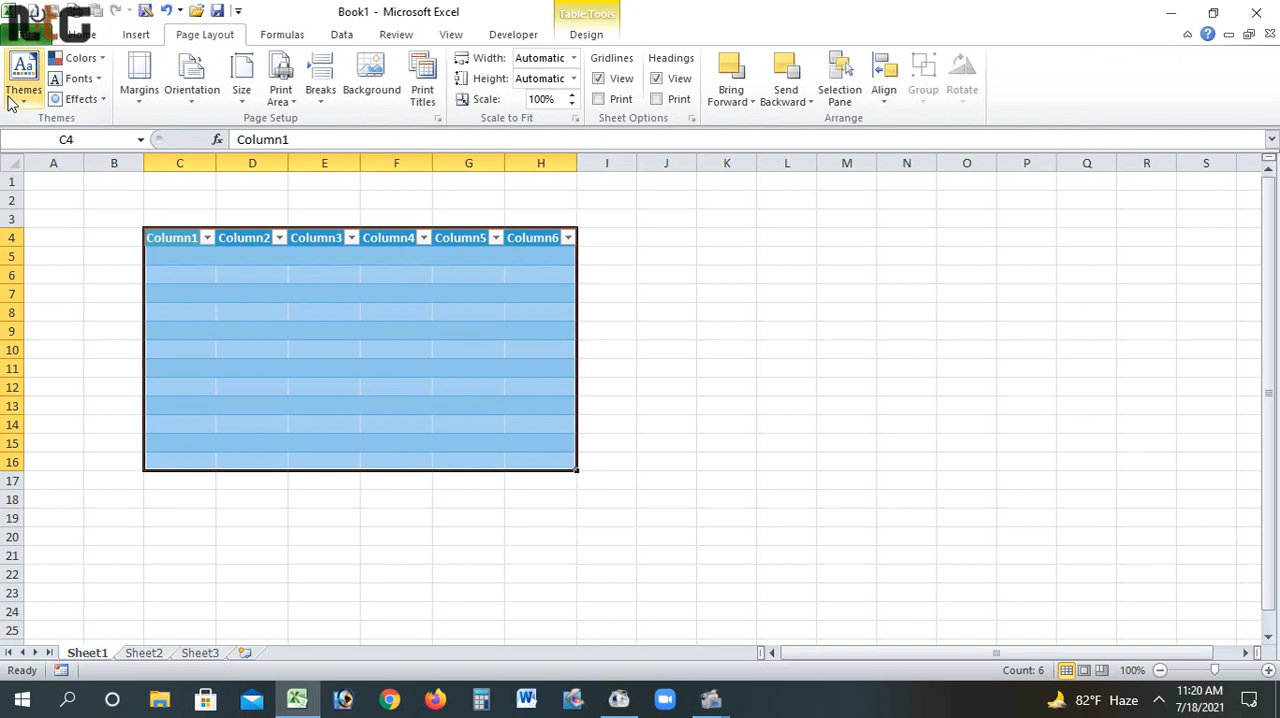 ntG
Book1 - Microsoft Excel
Table Tools
Home Insert Page Layout Formulas Data Review View Developer Design
Themes
Colors
Fonts
Effects
Themes
Margins
Orientation
Size
Print Area
Breaks
Background
Print Titles
Page Setup
Width: Automatic
Height: Automatic
Scale: 100%
Scale to Fit
Gridlines
View
Print
Headings
View
Print
Sheet Options
Bring Forward
Send Backward
Selection Pane
Align
Group
Rotate
Arrange
C4 fx Column1
A B C D E F G H I J K L M N O P Q R S
1
2
3
4 Column1 Column2 Column3 Column4 Column5 Column6
5
6
7
8
9
10
11
12
13
14
15
16
17
18
19
20
21
22
23
24
25
Sheet1 Sheet2 Sheet3
Ready Count: 6 100%
82°F Haze
11:20 AM
7/18/2021